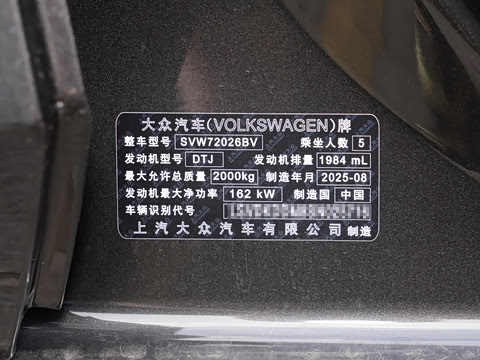 大众汽车(VOLKSWAGEN)牌
整车型号 SVW72026BV 乘坐人数 5
发动机型号 DTJ 发动机排量 1984 mL
最大允许总质量 2000kg 制造年月 2025-08
发动机最大净功率 162 kW 制造国 中国
车辆识别代号
上汽大众汽车有限公司 制造